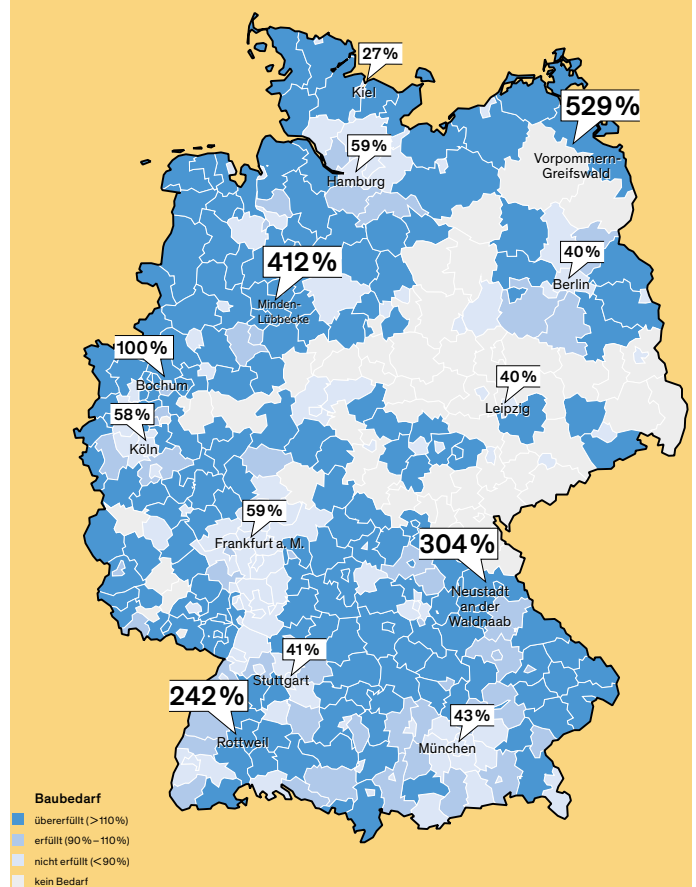 27%
Kiel
529%
Vorpommern-
Greifswald
59%
Hamburg
412%
Minden-
Lübbecke
40%
Berlin
100%
Bochum
40%
Leipzig
58%
Köln
59%
Frankfurt a. M.
304%
Neustadt
an der
Waldnaab
41%
Stuttgart
242%
Rottweil
43%
München
Baubedarf
übererfüllt (>110%)
erfüllt (90%–110%)
nicht erfüllt (<90%)
kein Bedarf